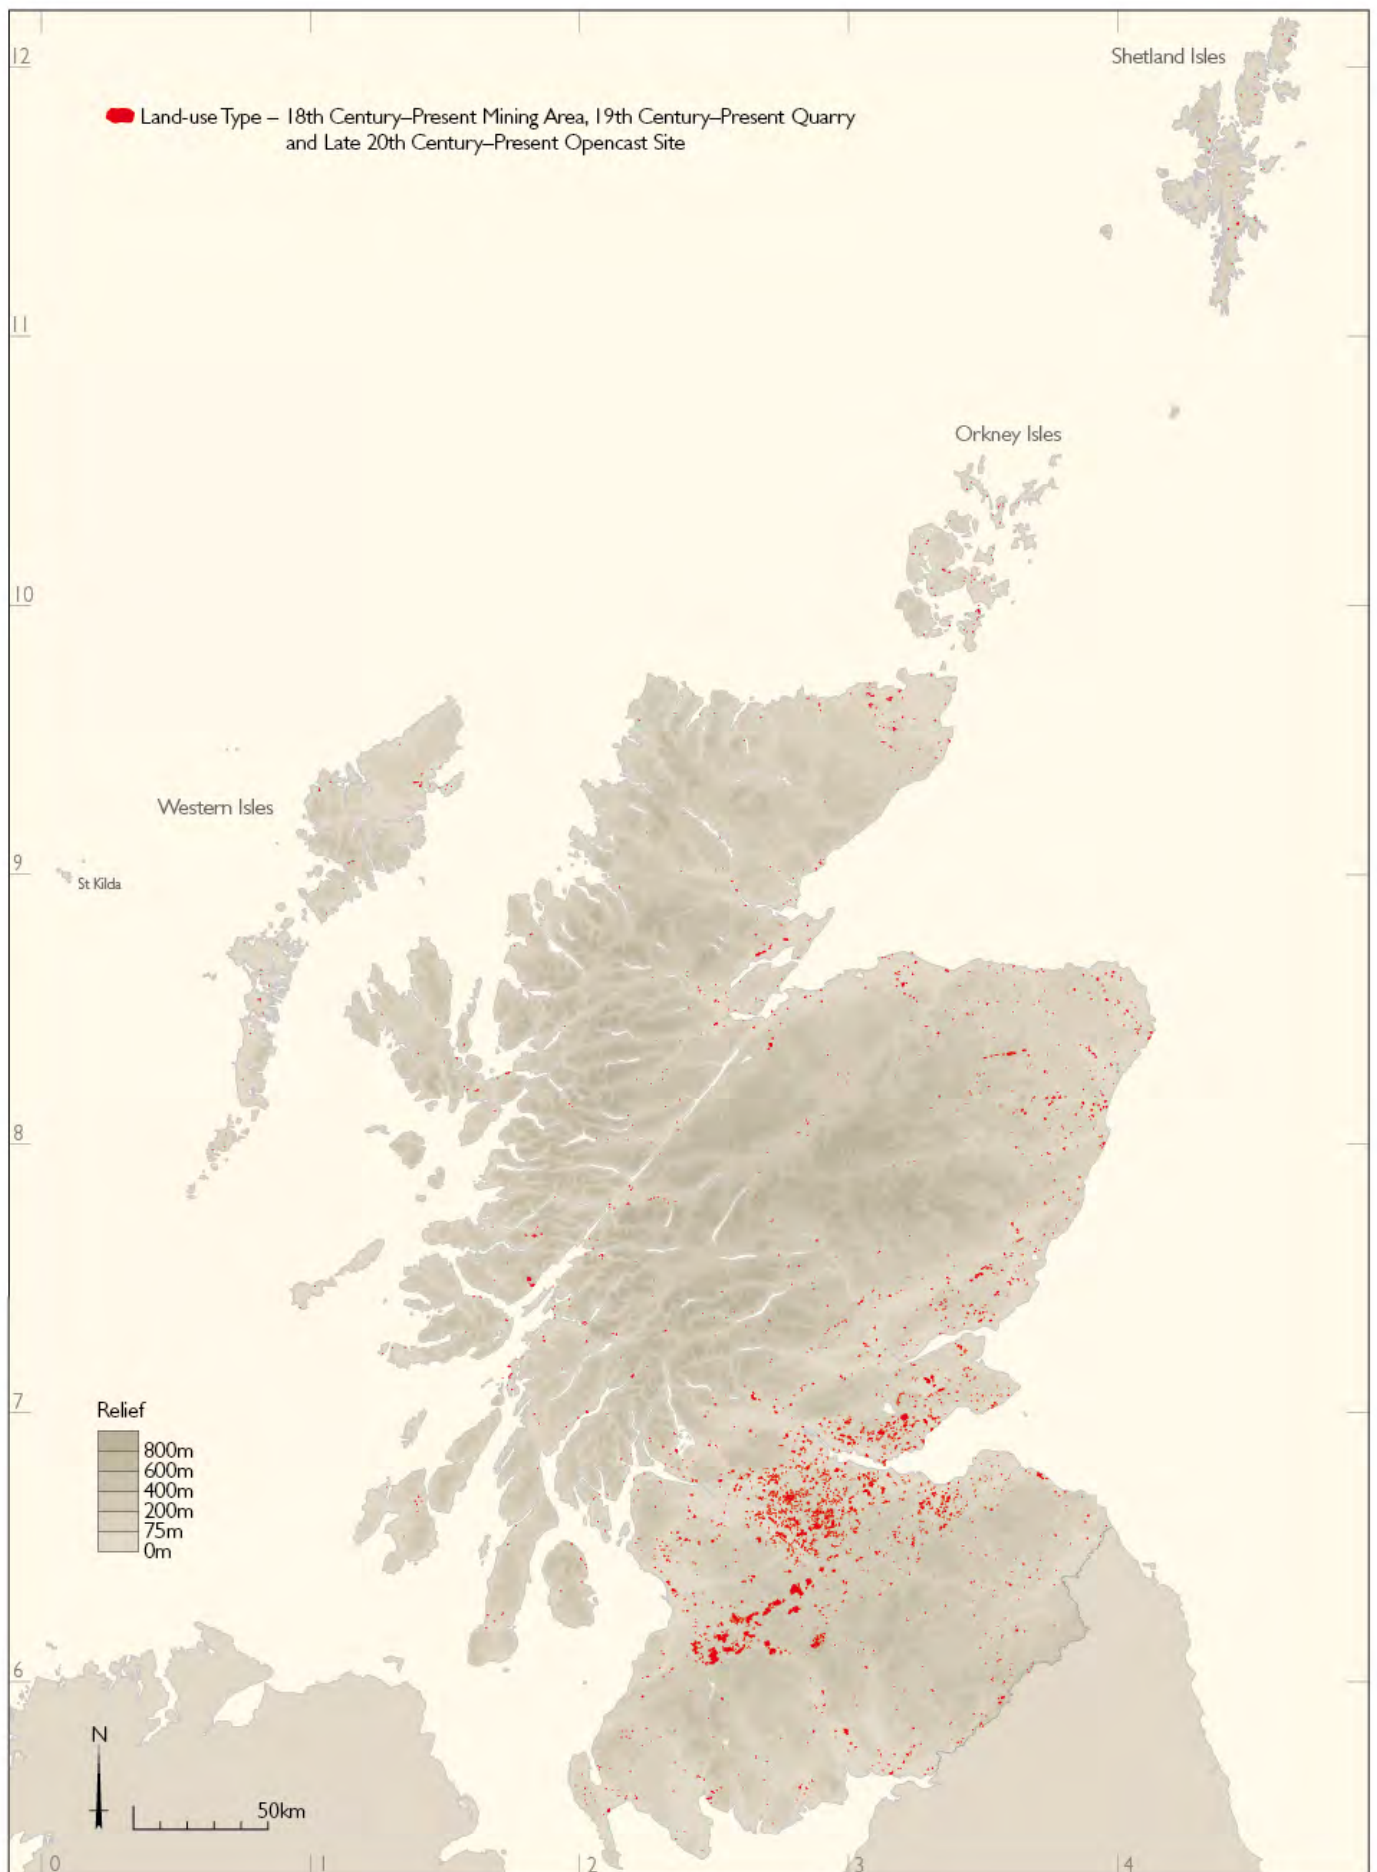 12
Shetland Isles
Land-use Type – 18th Century–Present Mining Area, 19th Century–Present Quarry
and Late 20th Century–Present Opencast Site
11
Orkney Isles
10
Western Isles
9
St Kilda
8
7
Relief
800m
600m
400m
200m
75m
0m
6
N
50km
0
1
2
3
4